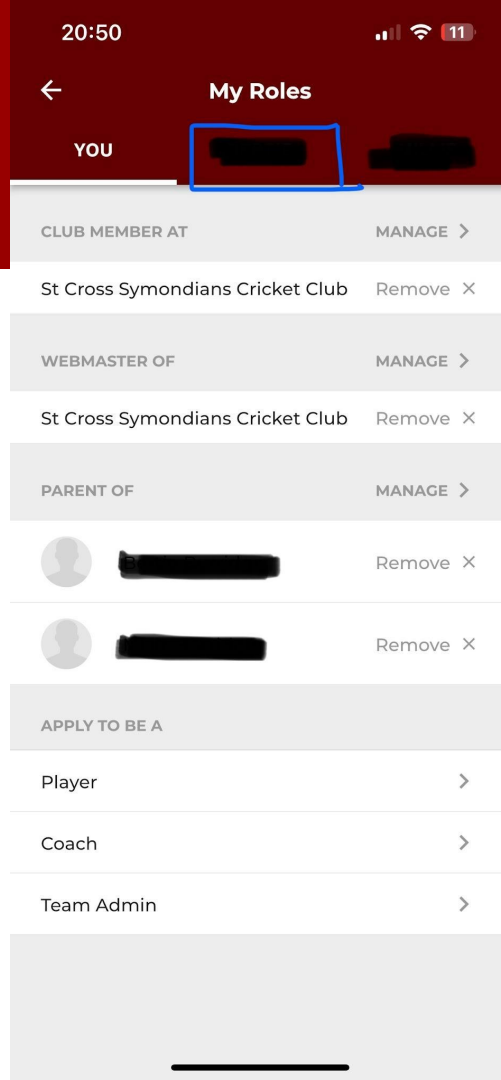 20:50
11
My Roles
YOU
CLUB MEMBER AT MANAGE
St Cross Symondians Cricket Club Remove
WEBMASTER OF MANAGE
St Cross Symondians Cricket Club Remove
PARENT OF MANAGE
Remove
Remove
APPLY TO BE A
Player
Coach
Team Admin